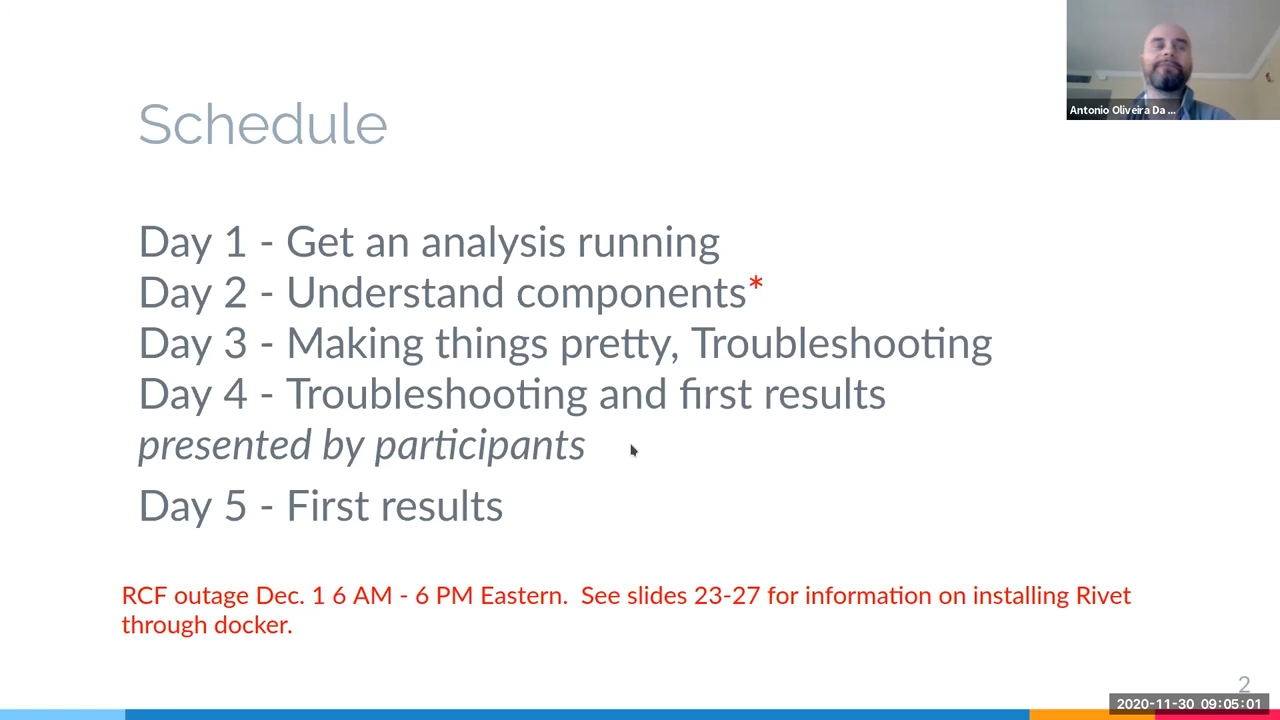 Antonio Oliveira Da ...
Schedule
Day 1 - Get an analysis running
Day 2 - Understand components*
Day 3 - Making things pretty, Troubleshooting
Day 4 - Troubleshooting and first results
presented by participants
Day 5 - First results
RCF outage Dec. 1 6 AM - 6 PM Eastern.  See slides 23-27 for information on installing Rivet
through docker.
2
2020-11-30 09:05:01